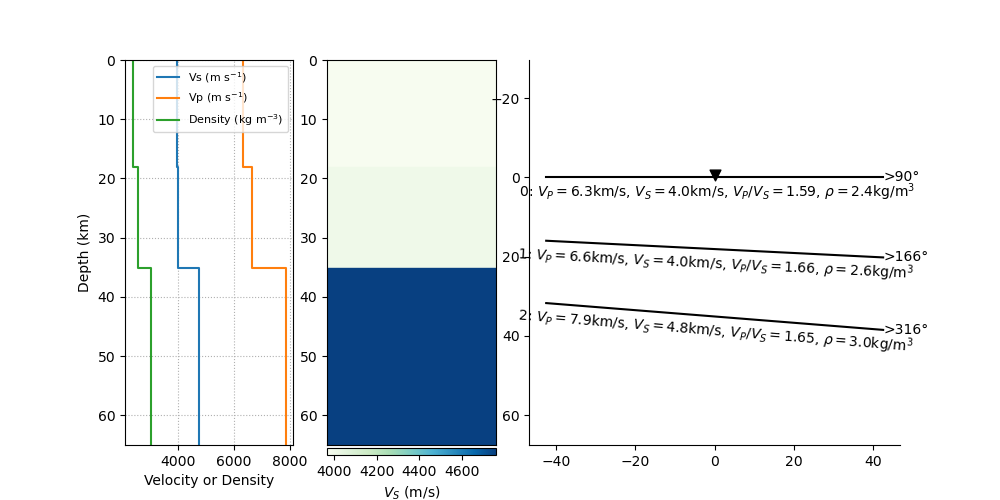 0
10
20
30
40
50
60
Depth (km)
Vs (m s⁻¹)
Vp (m s⁻¹)
Density (kg m⁻³)
4000 6000 8000
Velocity or Density
0
10
20
30
40
50
60
4000 4200 4400 4600
V_S (m/s)
−20
0
20
40
60
>90°
0: V_P = 6.3km/s, V_S = 4.0km/s, V_P/V_S = 1.59, ρ = 2.4kg/m³
>166°
1: V_P = 6.6km/s, V_S = 4.0km/s, V_P/V_S = 1.66, ρ = 2.6kg/m³
>316°
2: V_P = 7.9km/s, V_S = 4.8km/s, V_P/V_S = 1.65, ρ = 3.0kg/m³
−40 −20 0 20 40